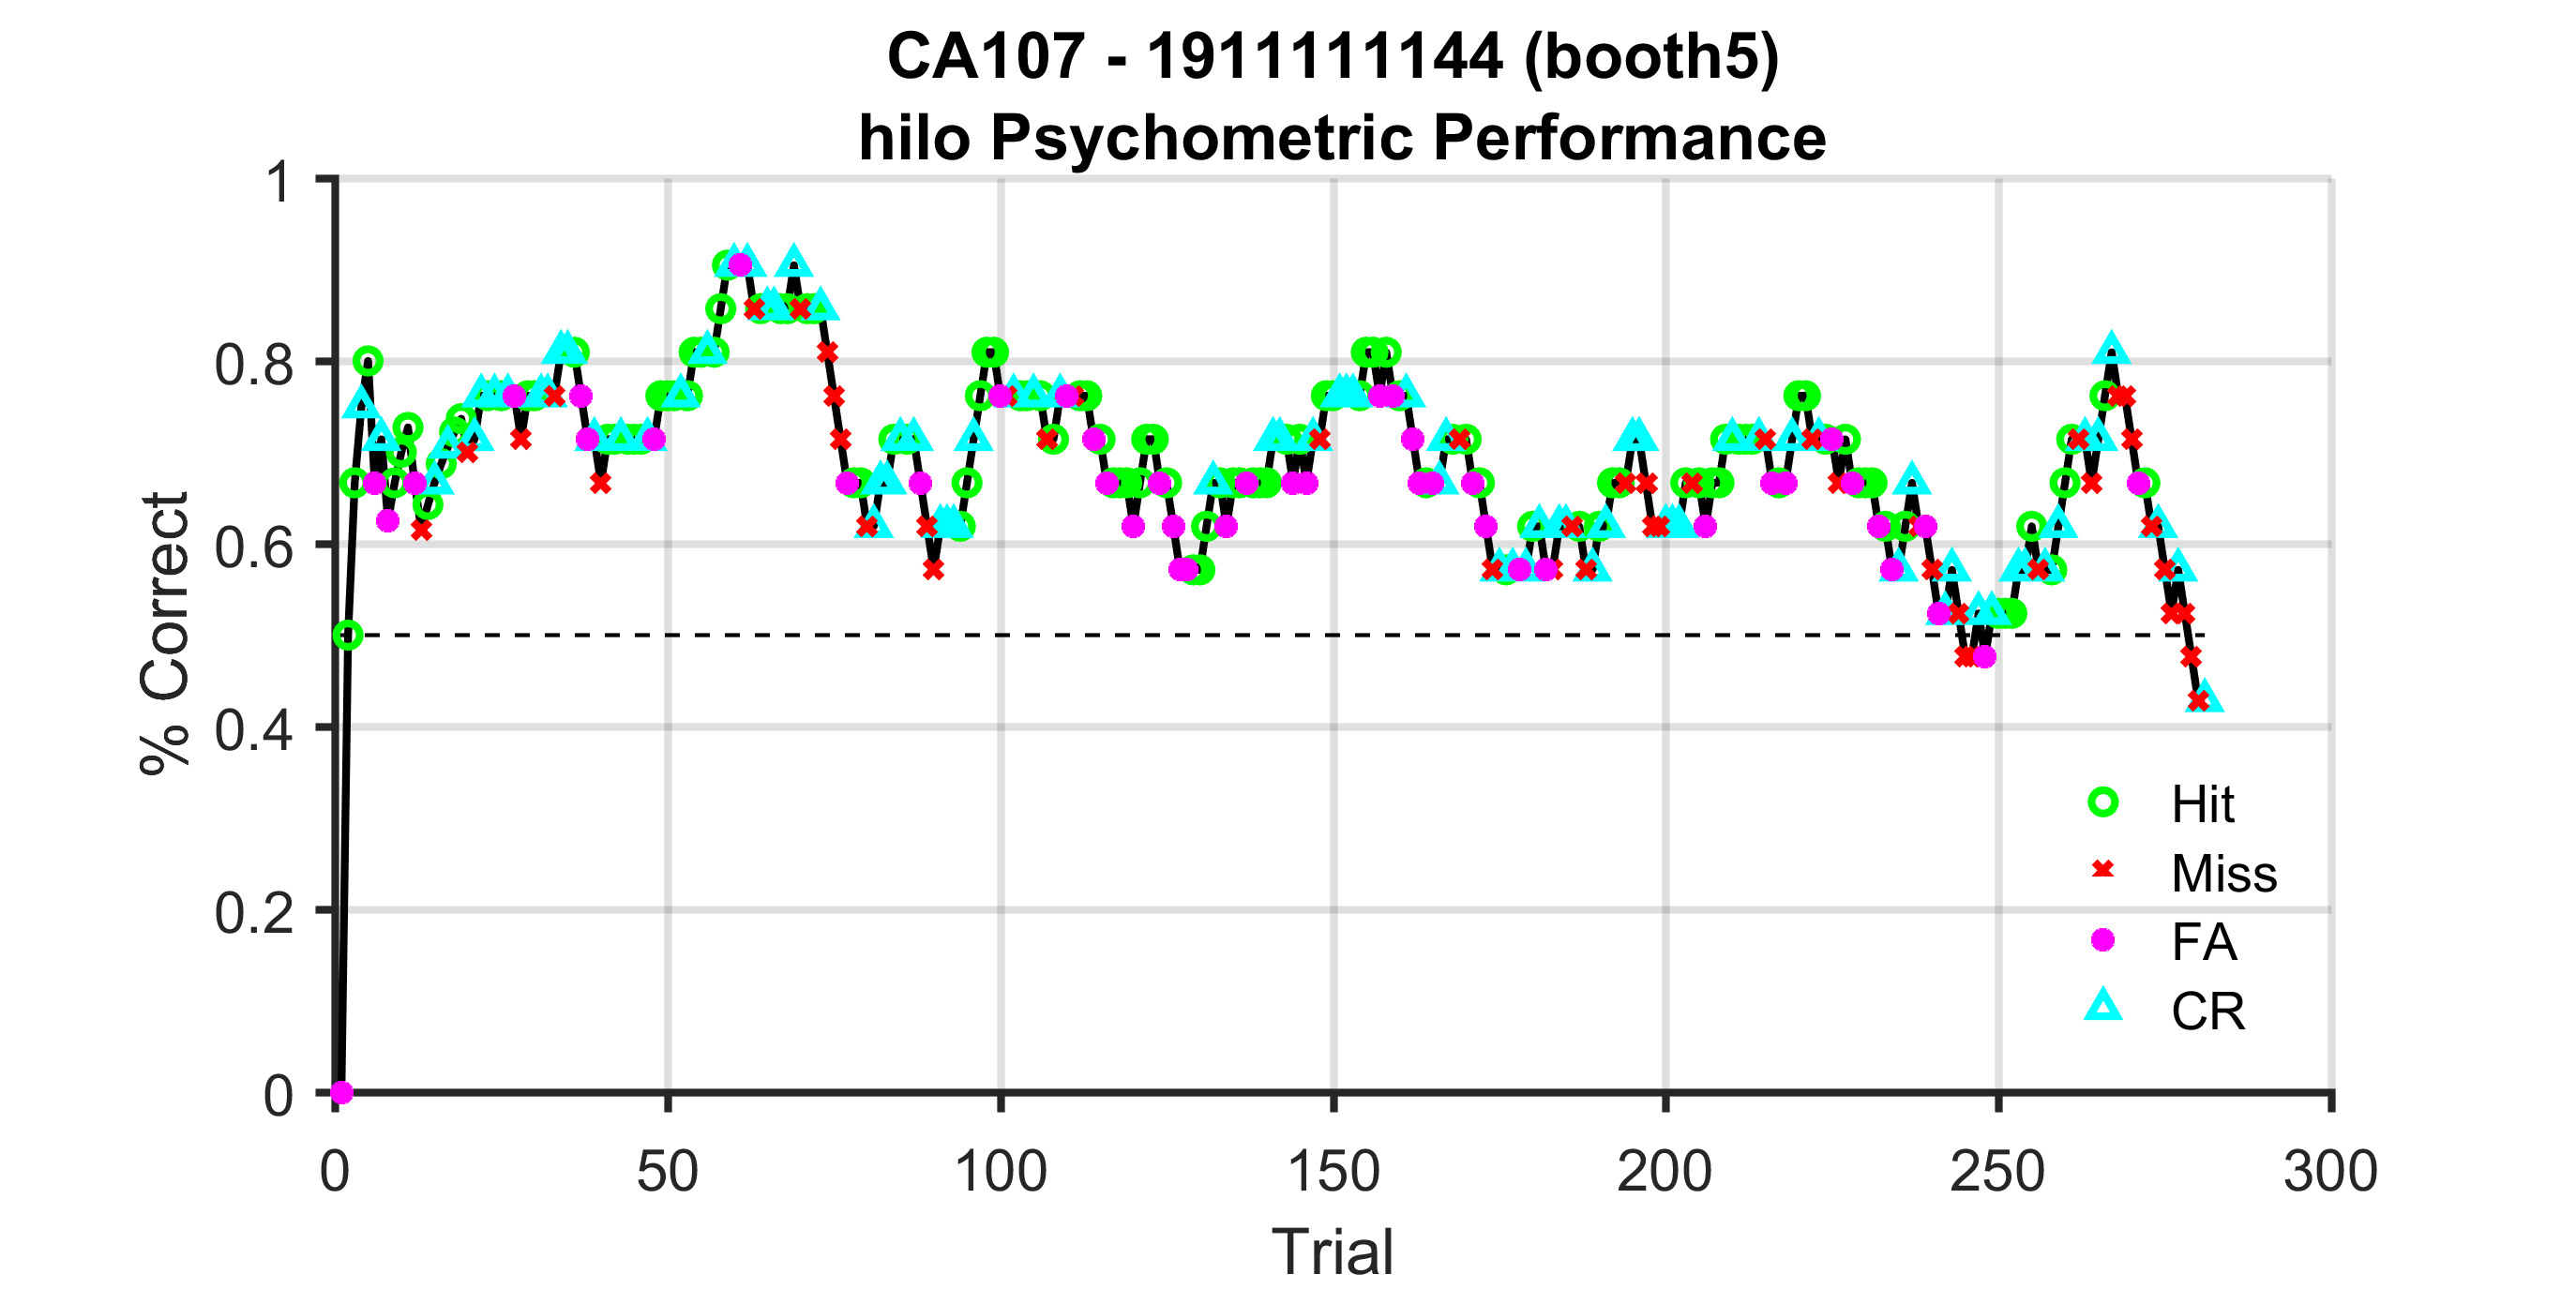 CA107 - 1911111144 (booth5)
hilo Psychometric Performance
1
0.8
0.6
0.4
0.2
0
% Correct
0 50 100 150 200 250 300
Trial
Hit
Miss
FA
CR